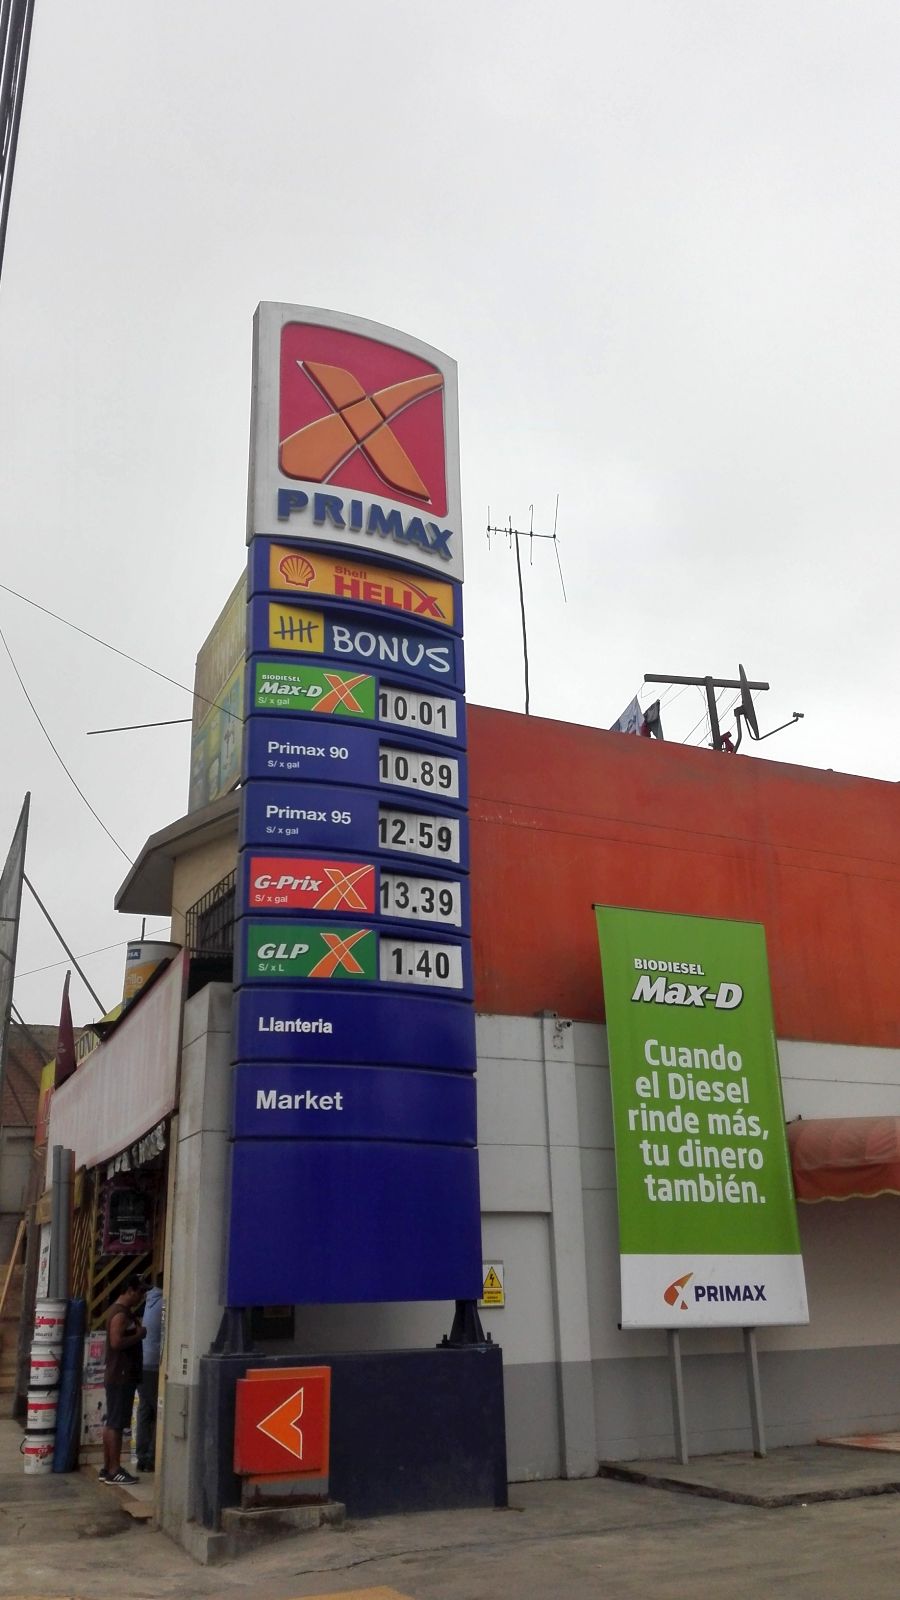 PRIMAX
Shell
HELIX
BONUS
BIODIESEL
Max-D
S/ x gal
10.01
Primax 90
S/ x gal
10.89
Primax 95
S/ x gal
12.59
G-Prix
S/ x gal
13.39
GLP
S/ x L
1.40
Llanteria
Market
BIODIESEL
Max-D
Cuando
el Diesel
rinde más,
tu dinero
también.
PRIMAX